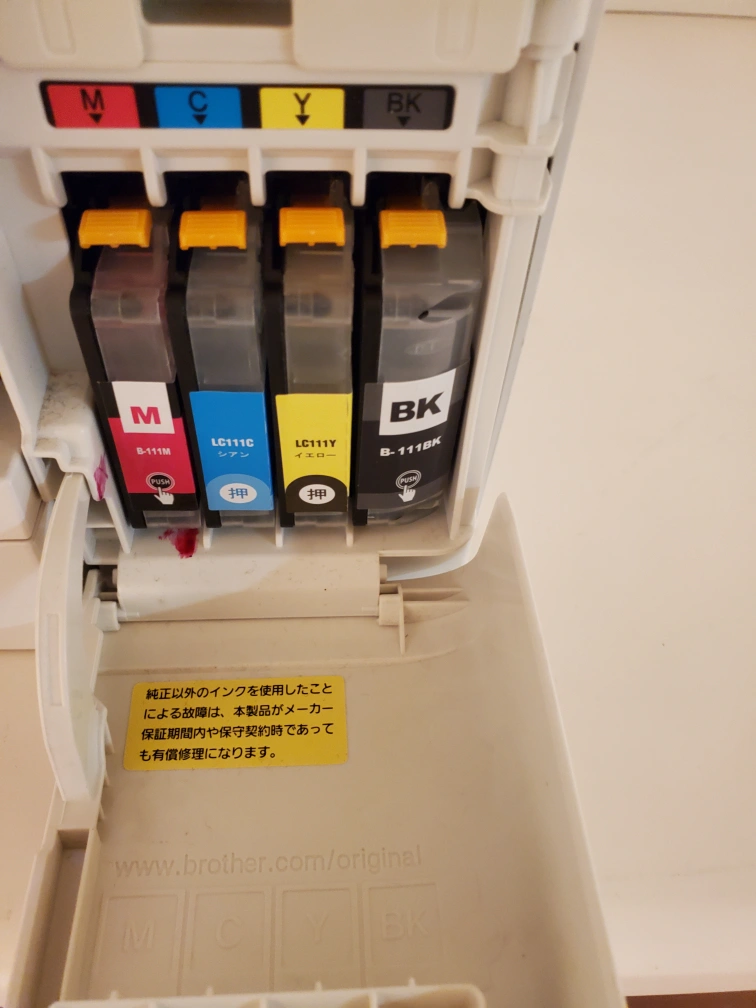 M C Y BK
M
B-111M
PUSH
LC111C
シアン
押
LC111Y
イエロー
押
BK
B-111BK
PUSH
純正以外のインクを使用したこと
による故障は、本製品がメーカー
保証期間内や保守契約時であって
も有償修理になります。
www.brother.com/original
M C Y BK